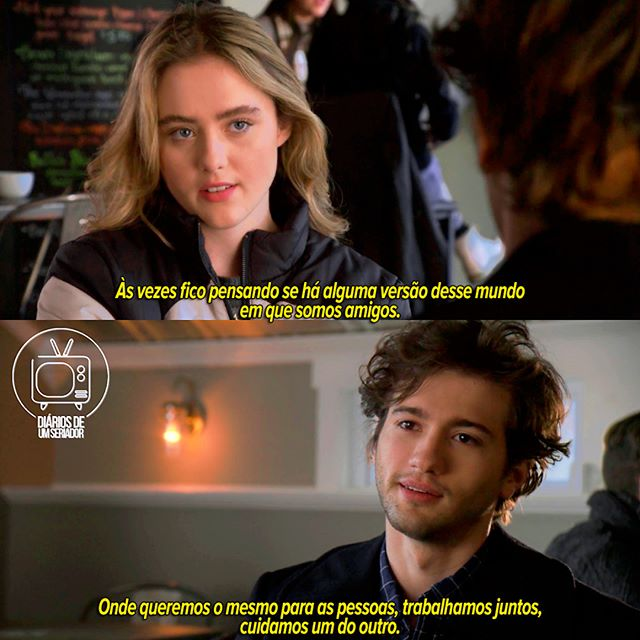 Às vezes fico pensando se há alguma versão desse mundo
em que somos amigos.
DIÁRIOS DE
UM SERIADOR
Onde queremos o mesmo para as pessoas, trabalhamos juntos,
cuidamos um do outro.